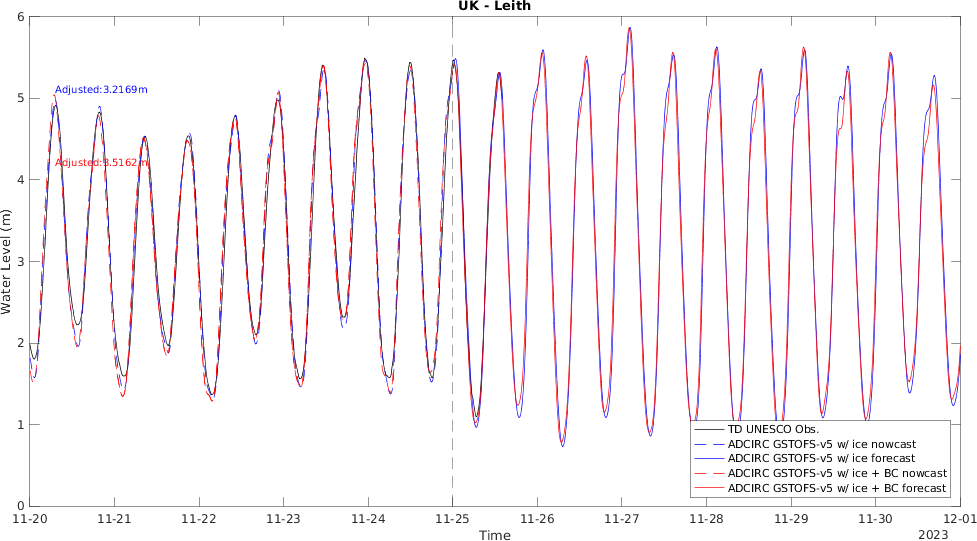 UK - Leith
6
5
4
3
2
1
0
Water Level (m)
Adjusted:3.2169m
Adjusted:3.5162m
TD UNESCO Obs.
ADCIRC GSTOFS-v5 w/ ice nowcast
ADCIRC GSTOFS-v5 w/ ice forecast
ADCIRC GSTOFS-v5 w/ ice + BC nowcast
ADCIRC GSTOFS-v5 w/ ice + BC forecast
11-20 11-21 11-22 11-23 11-24 11-25 11-26 11-27 11-28 11-29 11-30 12-01
Time
2023